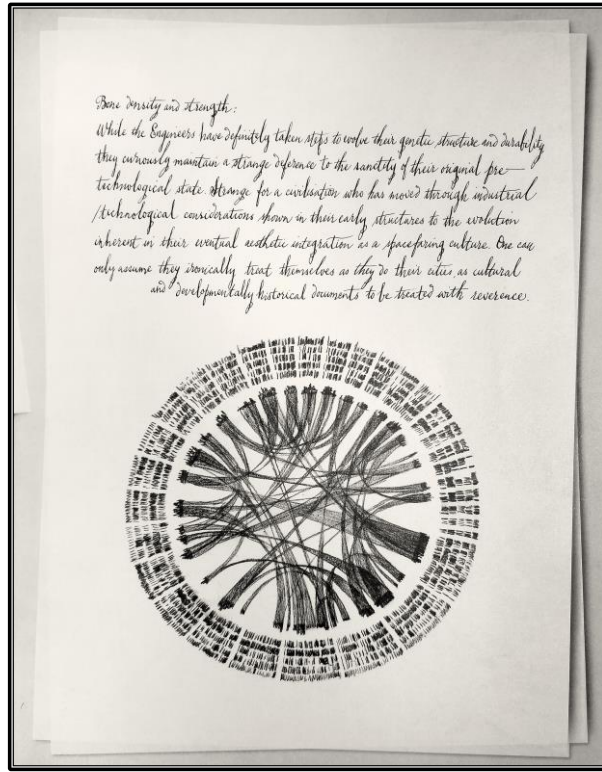 Bone density and strength:
While the Engineers have definitely taken steps to evolve their genetic structure and durability
they curiously maintain a strange deference to the sanctity of their original pre-
technological state. Strange for a civilisation who has moved through industrial
/technological considerations shown in their early structures to the evolution
inherent in their eventual aesthetic integration as a spacefaring culture. One can
only assume they ironically treat themselves as they do their cities, as cultural
and developmentally historical documents to be treated with reverence.